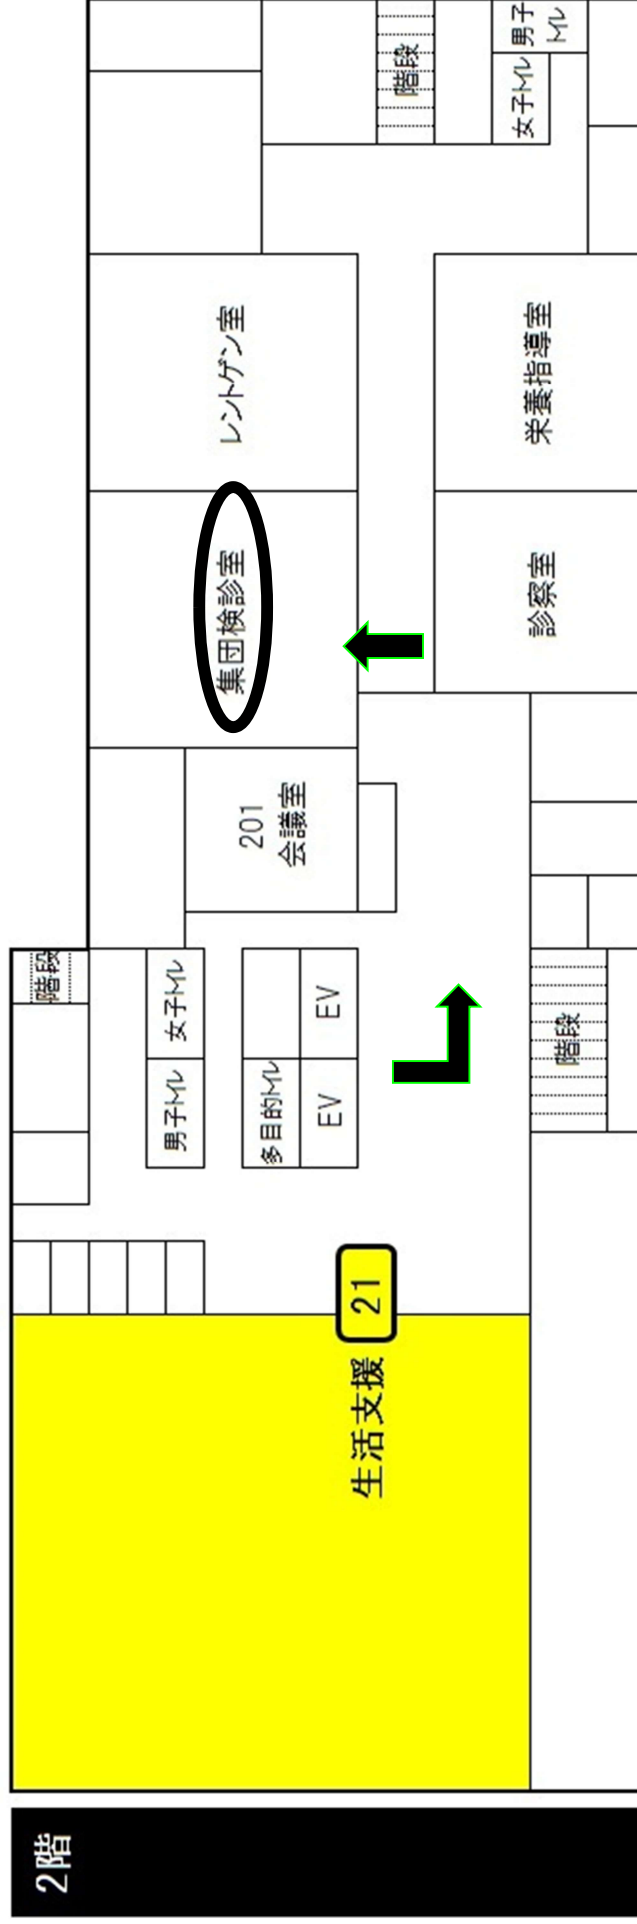 2階
生活支援
21
男子トイレ
女子トイレ
階段
多目的トイレ
EV
EV
201
会議室
集団検診室
レントゲン室
階段
診察室
栄養指導室
階段
女子トイレ
男子
トイレ